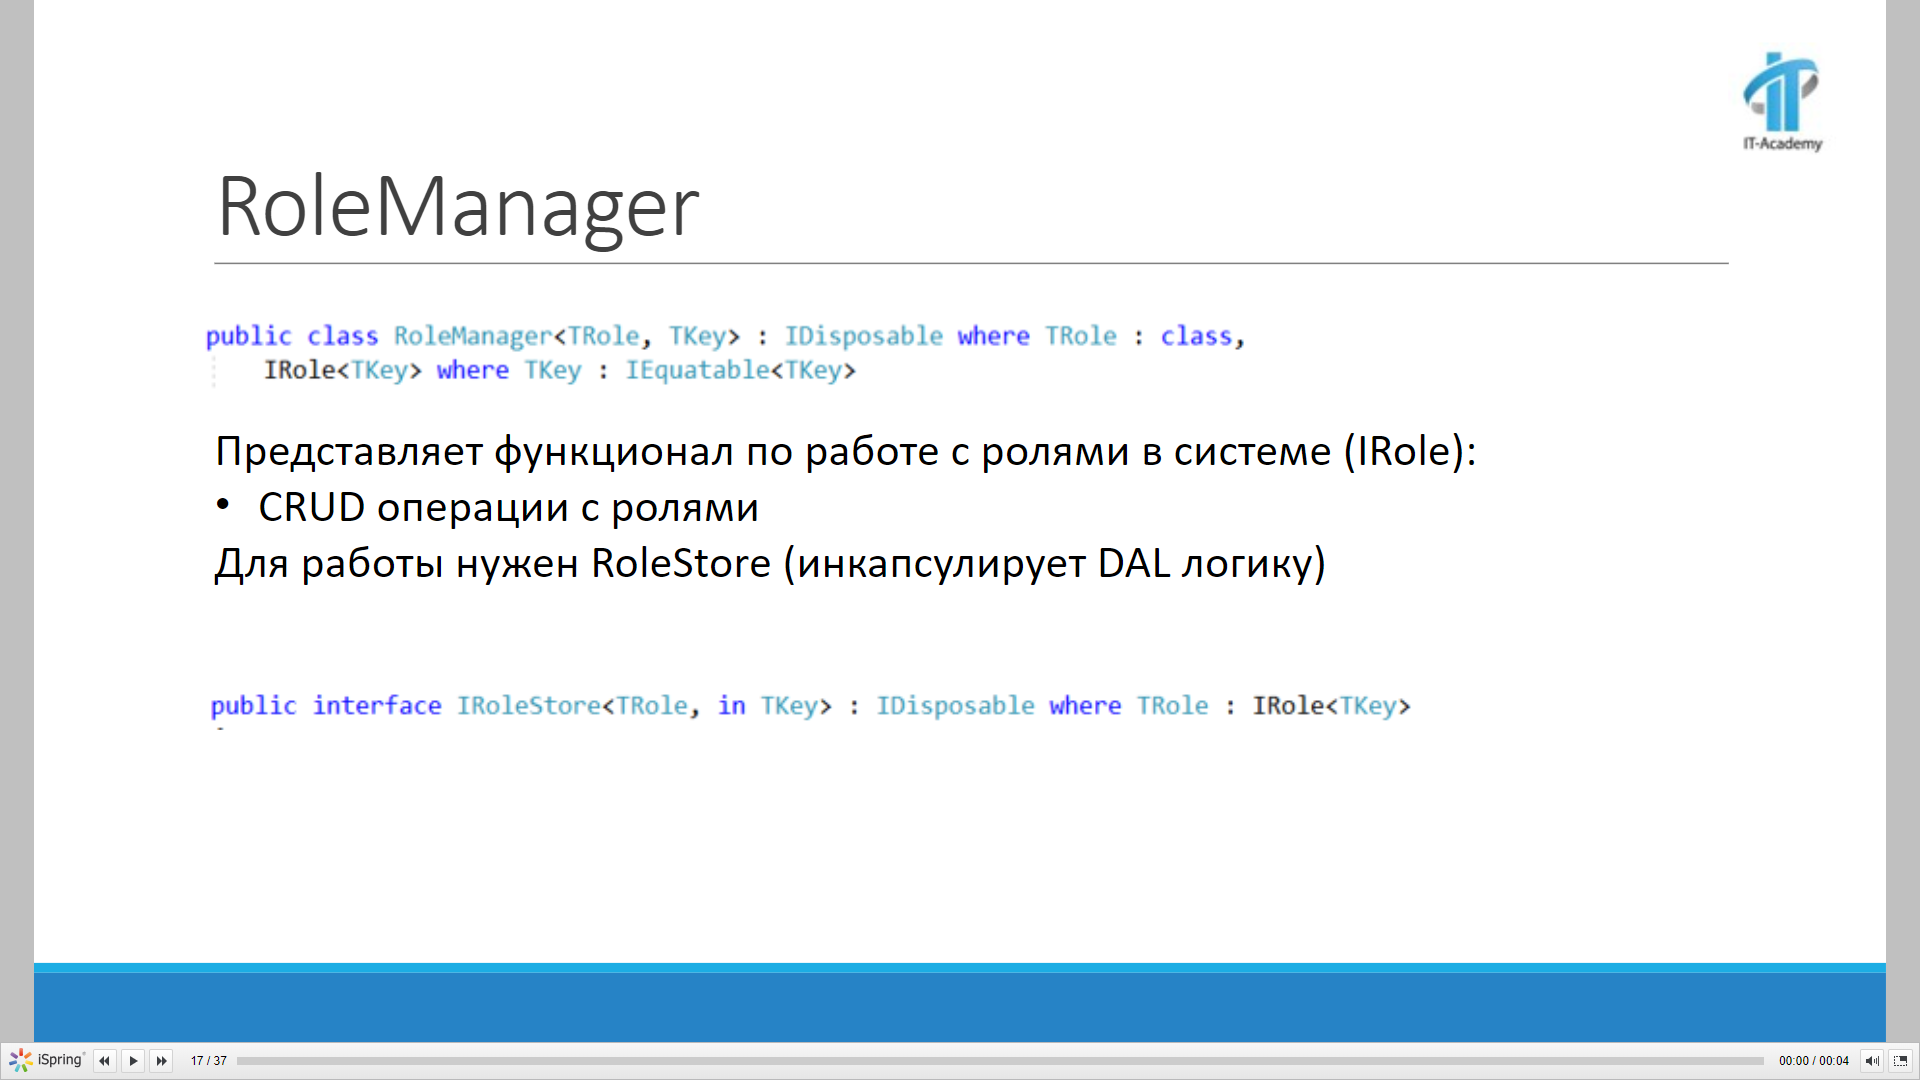 IT-Academy
RoleManager
public class RoleManager<TRole, TKey> : IDisposable where TRole : class,
IRole<TKey> where TKey : IEquatable<TKey>
Представляет функционал по работе с ролями в системе (IRole):
• CRUD операции с ролями
Для работы нужен RoleStore (инкапсулирует DAL логику)
public interface IRoleStore<TRole, in TKey> : IDisposable where TRole : IRole<TKey>
iSpring 17 / 37 00:00 / 00:04